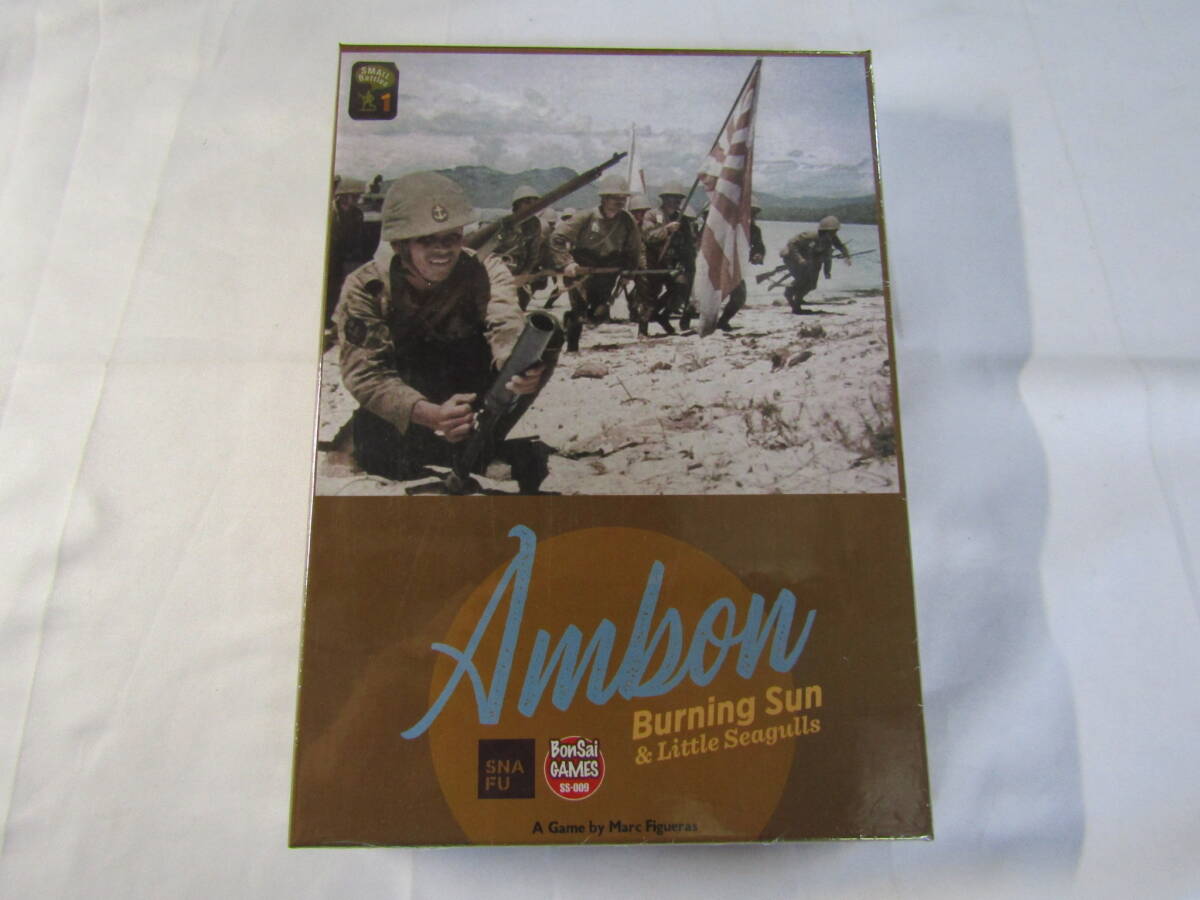 SMALL
Battles
1
Ambon
Burning Sun
& Little Seagulls
SNA
FU
BonSai
GAMES
SS-009
A Game by Marc Figueras